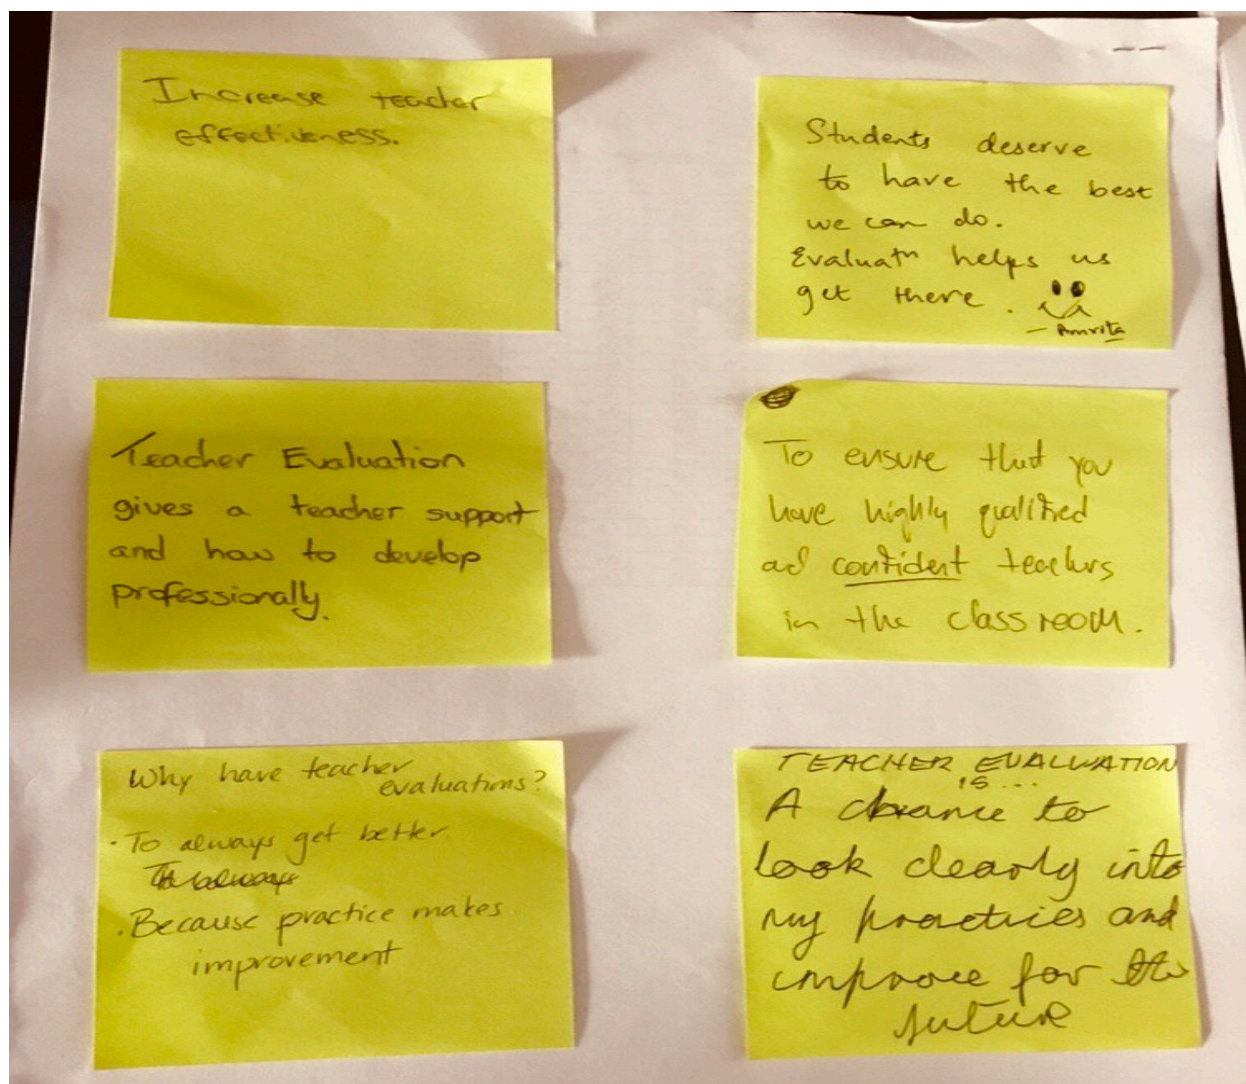 Increase teacher
effectiveness.
Students deserve
to have the best
we can do.
Evaluatn helps us
get there.
– Amrita
Teacher Evaluation
gives a teacher support
and how to develop
professionally.
To ensure that you
have highly qualified
ad confident teachers
in the classroom.
Why have teacher
evaluations?
· To always get better.
To always
· Because practice makes
improvement
TEACHER EVALUATION
IS...
A chance to
look clearly into
my practices and
improve for the
future